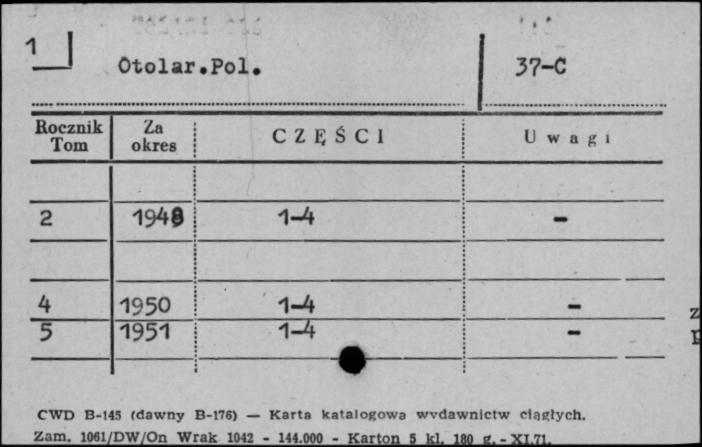 1 Otolar.Pol. 37-C
Rocznik Tom Za okres CZĘŚCI Uwagi
2 1948 1-4 -
4 1950 1-4 -
5 1951 1-4 -
CWD B-145 (dawny B-176) — Karta katalogowa wydawnictw ciągłych.
Zam. 1061/DW/On Wrak 1042 - 144.000 - Karton 5 kl. 180 g. - XI.71.